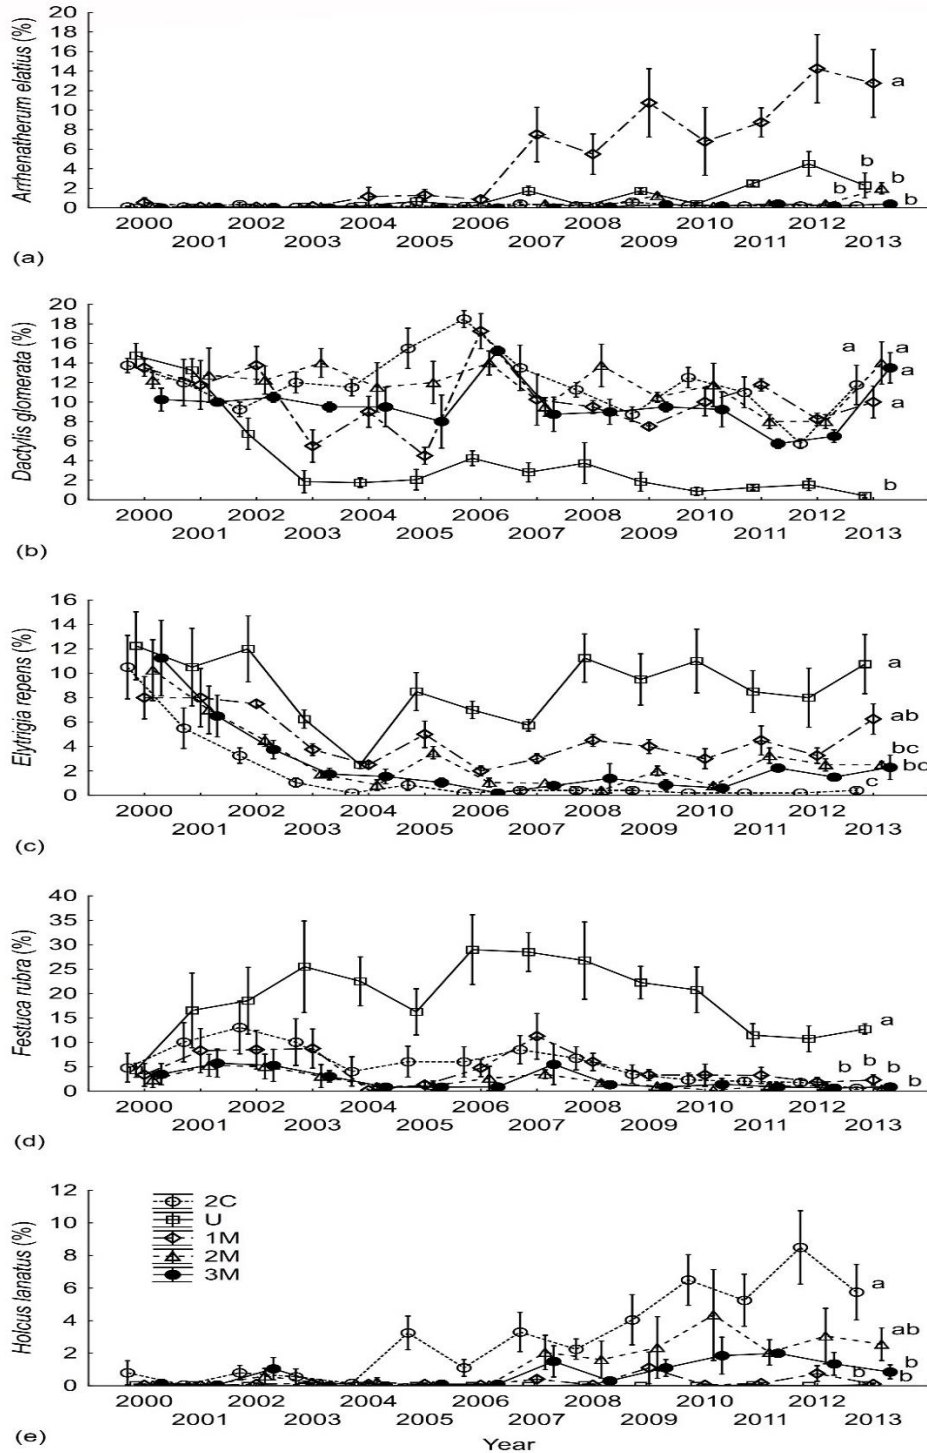 20
18
16
14
12
10
8
6
4
2
0
Arrhenatherum elatius (%)
a
b
b
b
b
2000 2002 2004 2006 2008 2010 2012
2001 2003 2005 2007 2009 2011 2013
(a)
20
18
16
14
12
10
8
6
4
2
0
Dactylis glomerata (%)
a a
a
a
b
2000 2002 2004 2006 2008 2010 2012
2001 2003 2005 2007 2009 2011 2013
(b)
16
14
12
10
8
6
4
2
0
Elytrigia repens (%)
a
ab
bc
bc
c
2000 2002 2004 2006 2008 2010 2012
2001 2003 2005 2007 2009 2011 2013
(c)
40
35
30
25
20
15
10
5
0
Festuca rubra (%)
a
b b b
b
2000 2002 2004 2006 2008 2010 2012
2001 2003 2005 2007 2009 2011 2013
(d)
12
10
8
6
4
2
0
Holcus lanatus (%)
2C
U
1M
2M
3M
a
ab
b
b b
2000 2002 2004 2006 2008 2010 2012
2001 2003 2005 2007 2009 2011 2013
(e)
Year